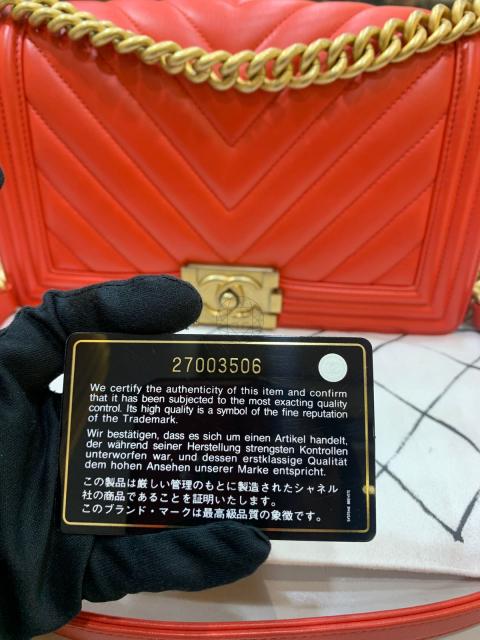 27003506
We certify the authenticity of this item and confirm
that it has been subjected to the most exacting quality
control. Its high quality is a symbol of the fine reputation
of the Trademark.
Wir bestätigen, dass es sich um einen Artikel handelt,
der während seiner Herstellung strengsten Kontrollen
unterworfen war, und dessen erstklassige Qualität
dem hohen Ansehen unserer Marke entspricht.
この製品は厳しい管理のもとに製造されたシャネル
社の商品であることを証明いたします。
このブランド・マークは最高級品質の象徴です。